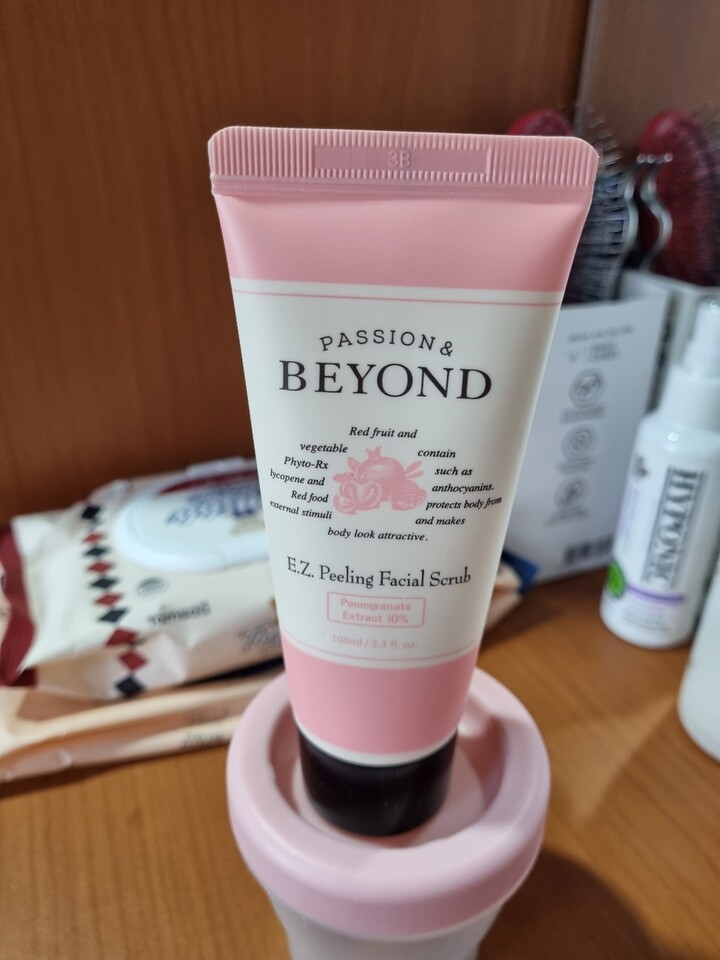 3B
PASSION &
BEYOND
Red fruit and
vegetable contain
Phyto-Rx such as
lycopene and anthocyanins.
Red food protects body from
external stimuli and makes
body look attractive.
E.Z. Peeling Facial Scrub
Pomegranate
Extract 10%
100ml / 3.3 fl. oz.
HYPONIC